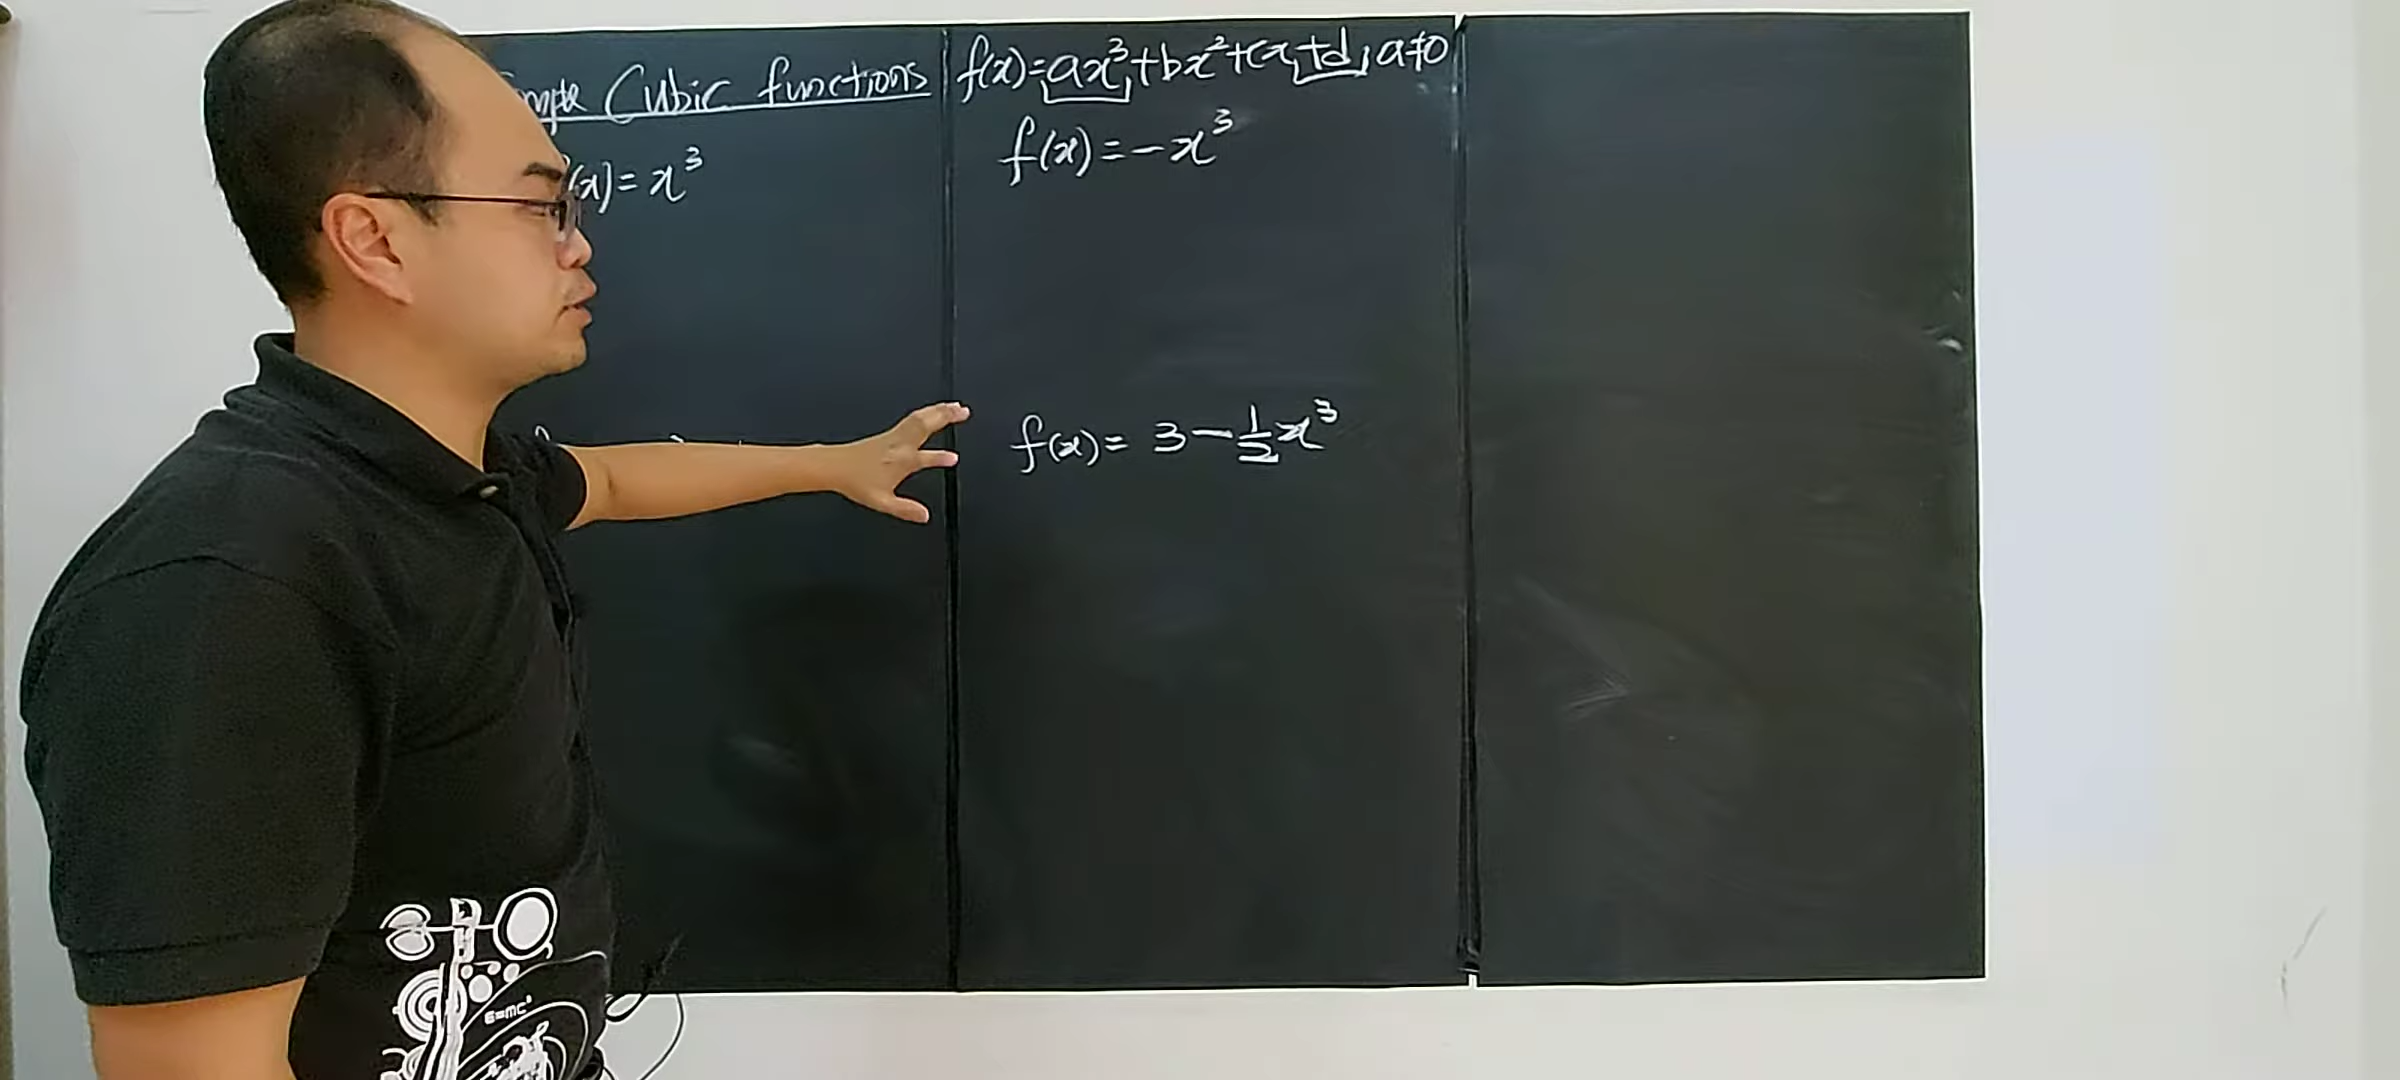 Cubic functions
(x) = x³
f(x) = ax³ + bx² + cx + d, a ≠ 0
f(x) = -x³
f(x) = 3 - ½x³
E=mc²